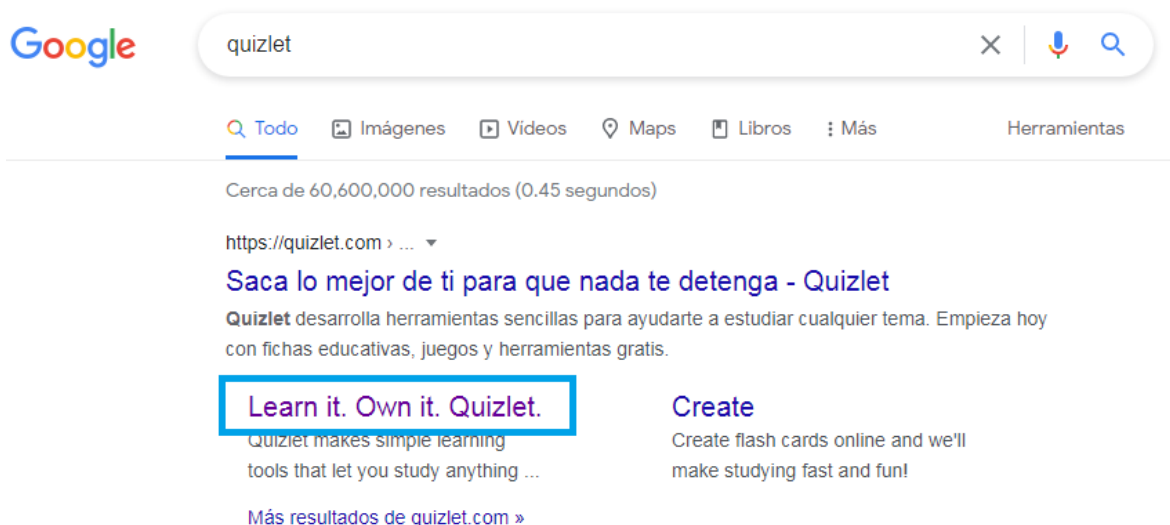 Google
quizlet
Todo Imágenes Vídeos Maps Libros Más Herramientas
Cerca de 60,600,000 resultados (0.45 segundos)
https://quizlet.com › ...
Saca lo mejor de ti para que nada te detenga - Quizlet
Quizlet desarrolla herramientas sencillas para ayudarte a estudiar cualquier tema. Empieza hoy
con fichas educativas, juegos y herramientas gratis.
Learn it. Own it. Quizlet.
Quizlet makes simple learning
tools that let you study anything ...
Create
Create flash cards online and we'll
make studying fast and fun!
Más resultados de quizlet.com »